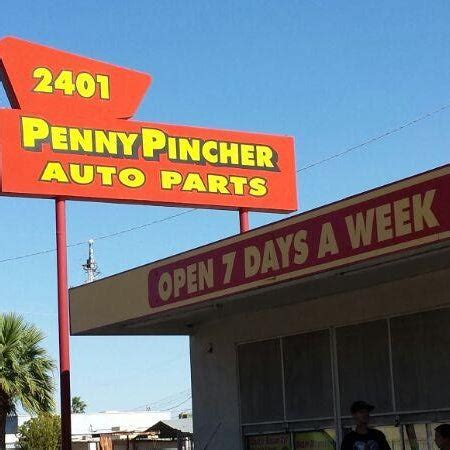 2401
PENNY PINCHER
AUTO PARTS
OPEN 7 DAYS A WEEK